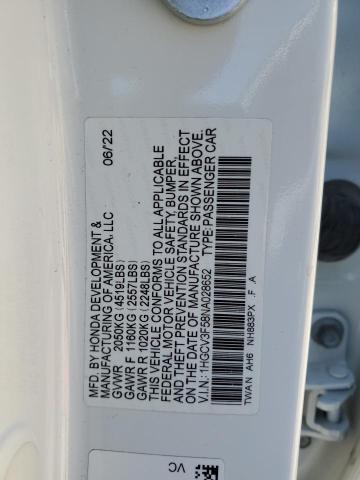 MFD. BY HONDA DEVELOPMENT & 06/22
MANUFACTURING OF AMERICA, LLC
GVWR 2050KG (4519LBS)
GAWR F 1160KG (2557LBS)
GAWR R 1020KG (2248LBS)
THIS VEHICLE CONFORMS TO ALL APPLICABLE
FEDERAL MOTOR VEHICLE SAFETY, BUMPER,
AND THEFT PREVENTION STANDARDS IN EFFECT
ON THE DATE OF MANUFACTURE SHOWN ABOVE.
V.I.N.: 1HGCV3F58NA028652 TYPE: PASSENGER CAR
TWAN AH6 NH883PX .F .A
VC